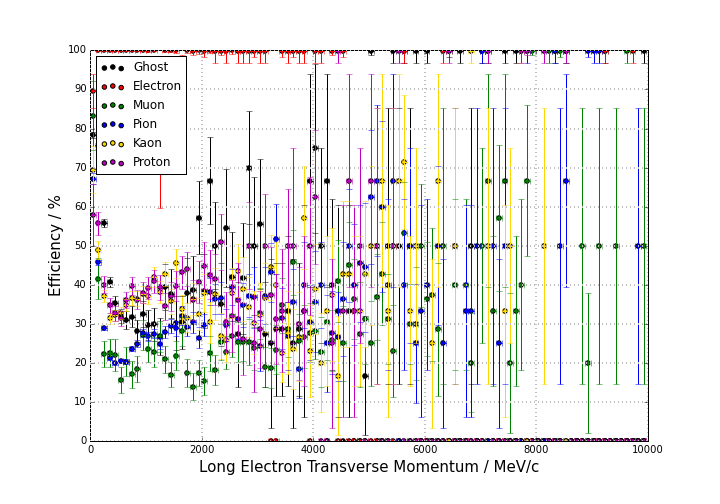 100
90
80
70
60
50
40
30
20
10
0
Efficiency / %
Ghost
Electron
Muon
Pion
Kaon
Proton
0 2000 4000 6000 8000 10000
Long Electron Transverse Momentum / MeV/c